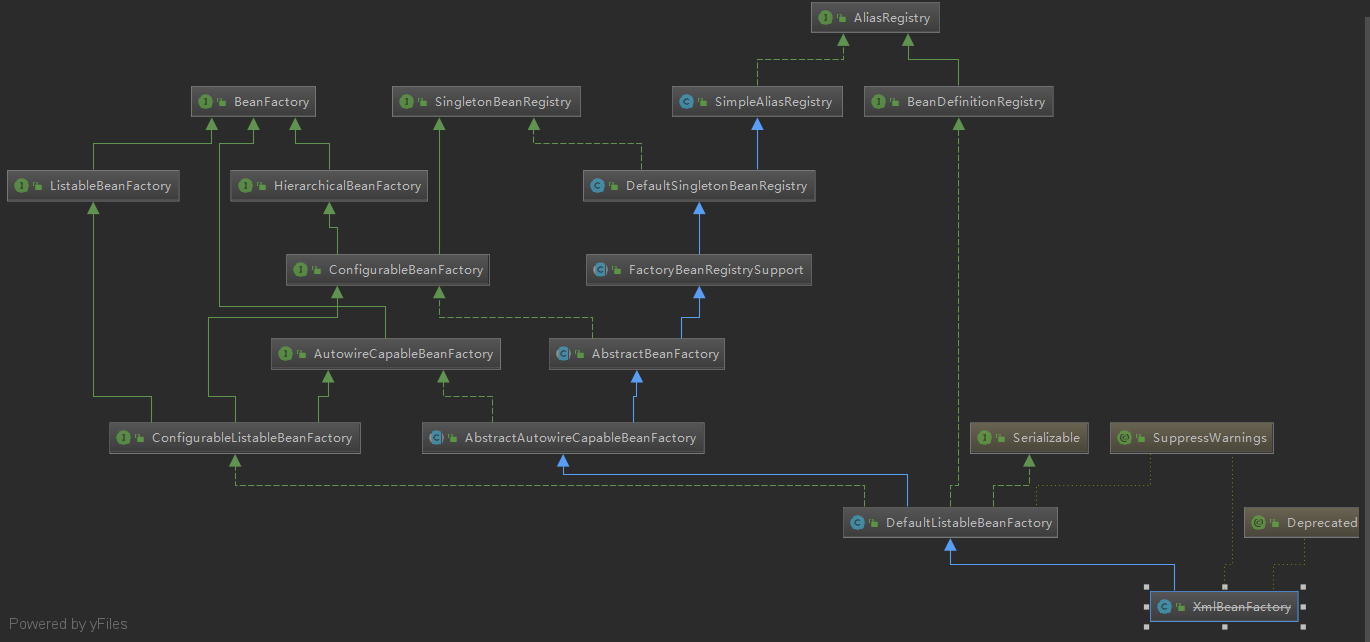 AliasRegistry
BeanFactory
SingletonBeanRegistry
SimpleAliasRegistry
BeanDefinitionRegistry
ListableBeanFactory
HierarchicalBeanFactory
DefaultSingletonBeanRegistry
ConfigurableBeanFactory
FactoryBeanRegistrySupport
AutowireCapableBeanFactory
AbstractBeanFactory
ConfigurableListableBeanFactory
AbstractAutowireCapableBeanFactory
Serializable
SuppressWarnings
DefaultListableBeanFactory
Deprecated
XmlBeanFactory
Powered by yFiles